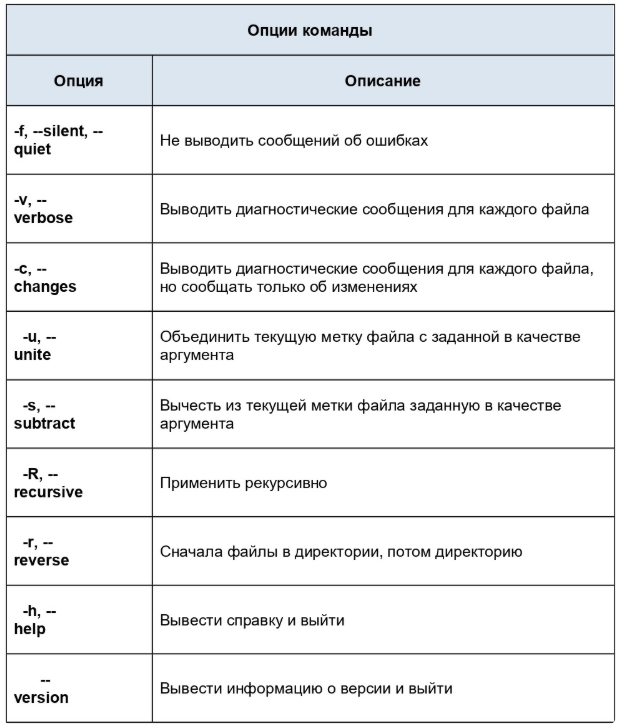 Опции команды
Опция
Описание
-f, --silent, --
quiet
Не выводить сообщений об ошибках
-v, --
verbose
Выводить диагностические сообщения для каждого файла
-c, --
changes
Выводить диагностические сообщения для каждого файла,
но сообщать только об изменениях
-u, --
unite
Объединить текущую метку файла с заданной в качестве
аргумента
-s, --
subtract
Вычесть из текущей метки файла заданную в качестве
аргумента
-R, --
recursive
Применить рекурсивно
-r, --
reverse
Сначала файлы в директории, потом директорию
-h, --
help
Вывести справку и выйти
--
version
Вывести информацию о версии и выйти